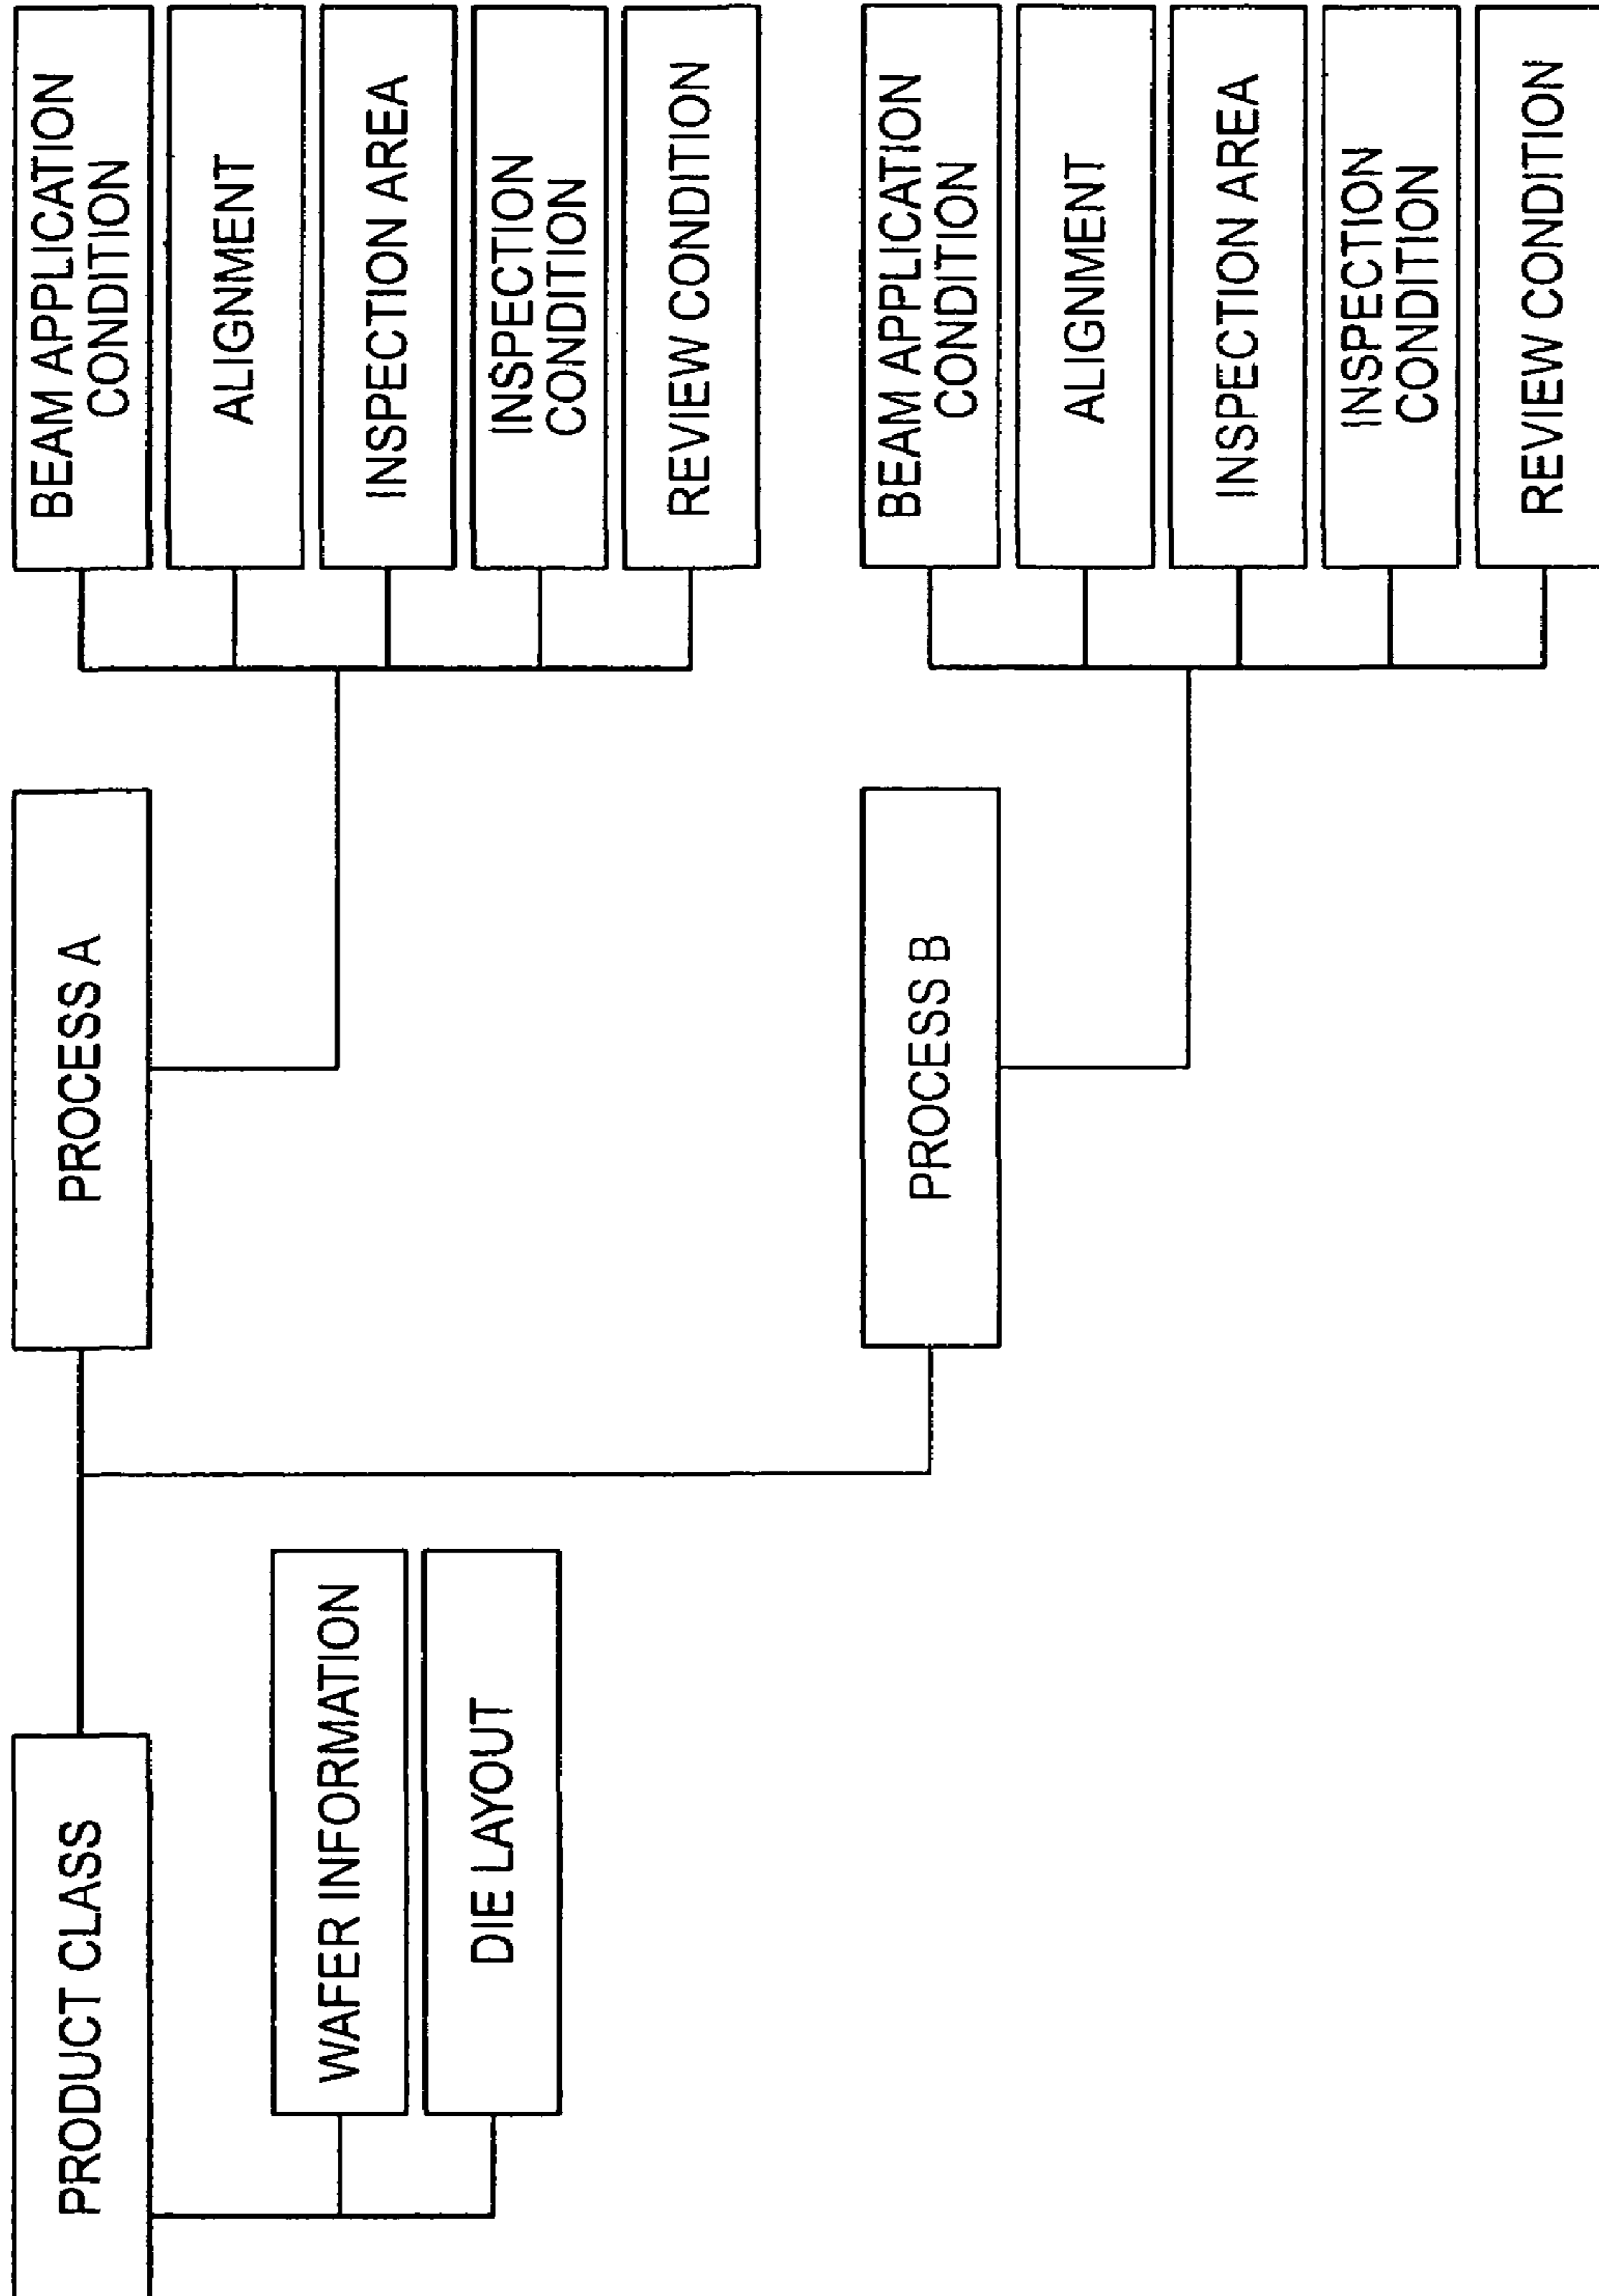 PRODUCT CLASS
WAFER INFORMATION
DIE LAYOUT
PROCESS A
BEAM APPLICATION
CONDITION
ALIGNMENT
INSPECTION AREA
INSPECTION
CONDITION
REVIEW CONDITION
PROCESS B
BEAM APPLICATION
CONDITION
ALIGNMENT
INSPECTION AREA
INSPECTION
CONDITION
REVIEW CONDITION